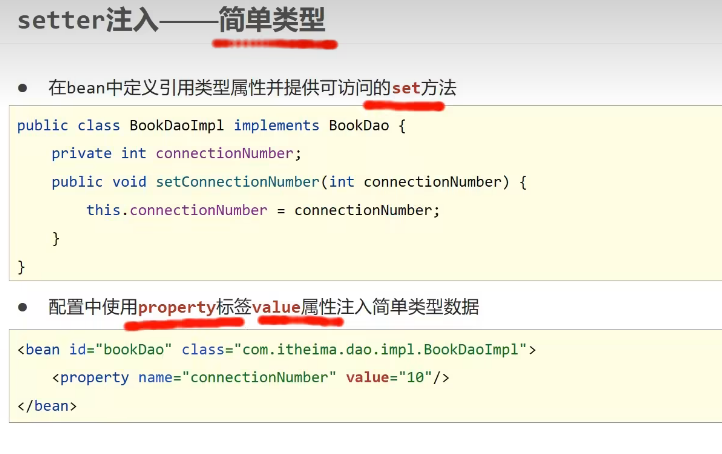 setter注入——简单类型
● 在bean中定义引用类型属性并提供可访问的set方法
public class BookDaoImpl implements BookDao {
    private int connectionNumber;
    public void setConnectionNumber(int connectionNumber) {
        this.connectionNumber = connectionNumber;
    }
}
● 配置中使用property标签value属性注入简单类型数据
<bean id="bookDao" class="com.itheima.dao.impl.BookDaoImpl">
    <property name="connectionNumber" value="10"/>
</bean>